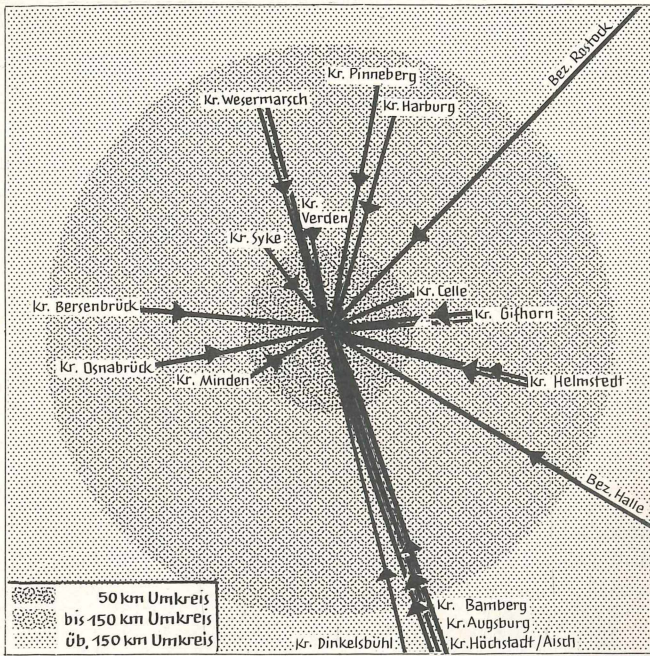 Bez. Rostock
Kr. Pinneberg
Kr. Wesermarsch
Kr. Harburg
Kr.
Verden
Kr. Syke
Kr. Celle
Kr. Bersenbrück
Kr. Gifhorn
Kr. Osnabrück
Kr. Minden
Kr. Helmstedt
Bez. Halle
50 km Umkreis
bis 150 km Umkreis
üb. 150 km Umkreis
Kr. Bamberg
Kr. Augsburg
Kr. Dinkelsbühl
Kr. Höchstadt/Aisch